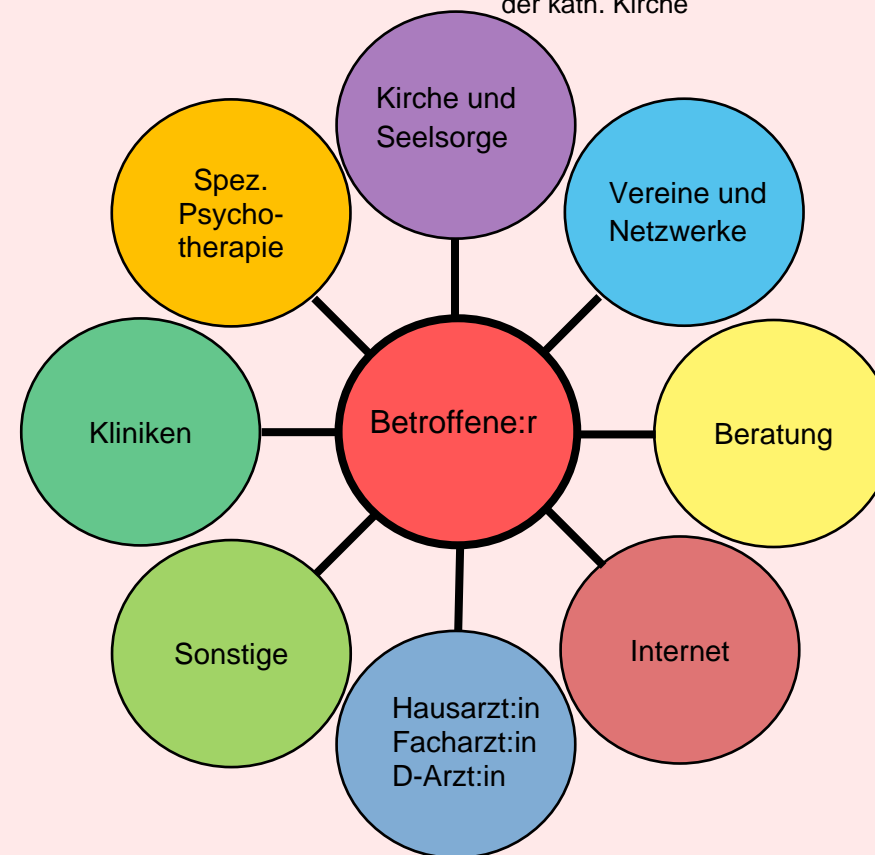 der kath. Kirche
Kirche und
Seelsorge
Spez.
Psycho-
therapie
Vereine und
Netzwerke
Kliniken
Betroffene:r
Beratung
Sonstige
Internet
Hausarzt:in
Facharzt:in
D-Arzt:in